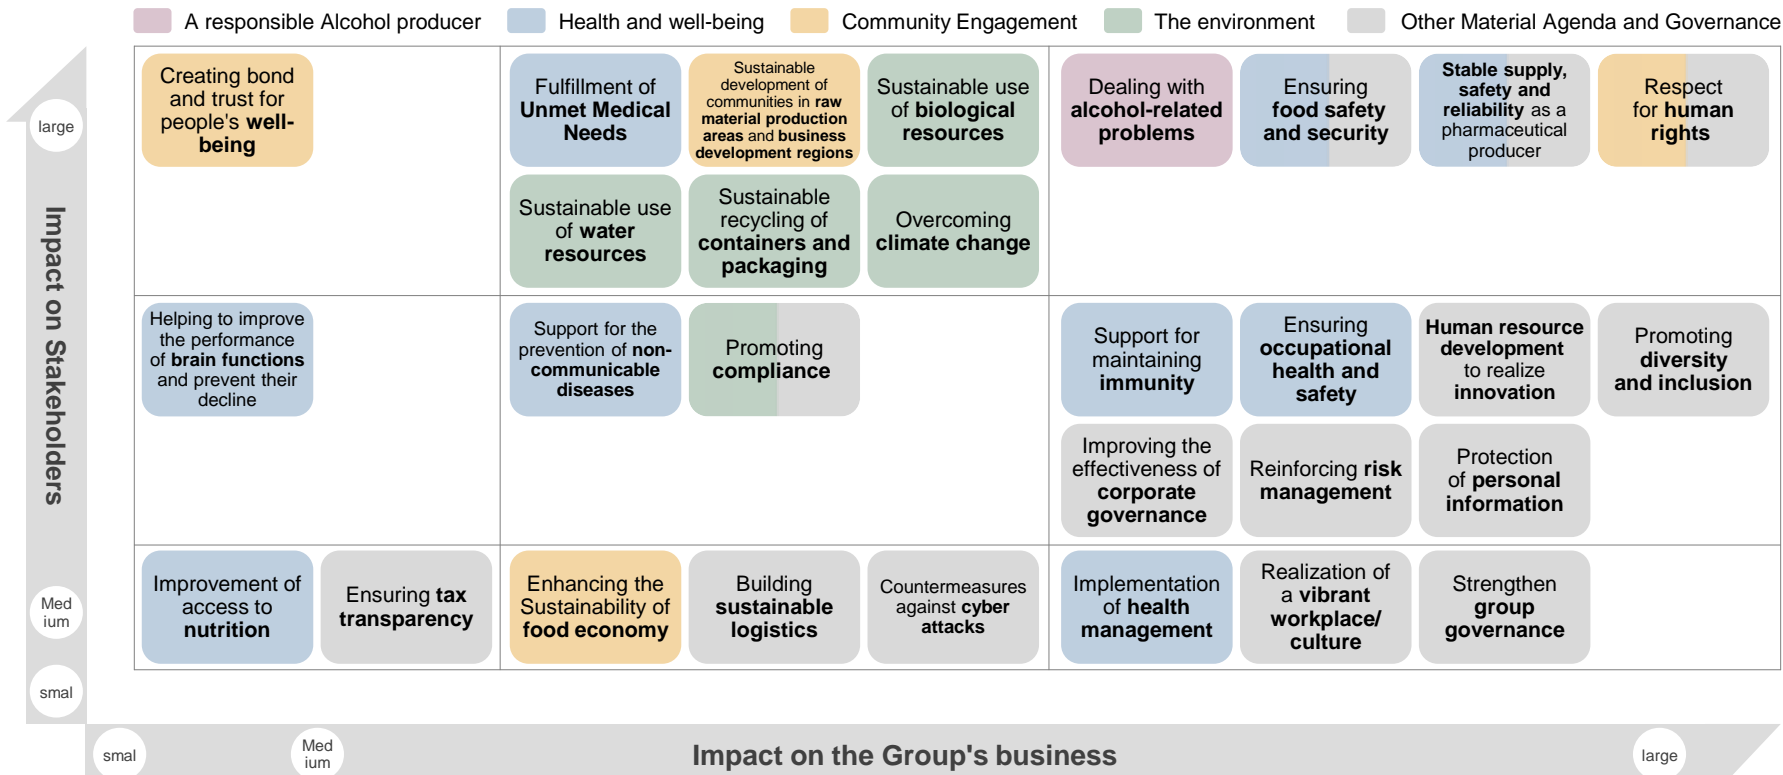 A responsible Alcohol producer
Health and well-being
Community Engagement
The environment
Other Material Agenda and Governance
Impact on Stakeholders
large
Med
ium
smal
Creating bond
and trust for
people's well-
being
Fulfillment of
Unmet Medical
Needs
Sustainable
development of
communities in raw
material production
areas and business
development regions
Sustainable use
of biological
resources
Dealing with
alcohol-related
problems
Ensuring
food safety
and security
Stable supply,
safety and
reliability as a
pharmaceutical
producer
Respect
for human
rights
Sustainable use
of water
resources
Sustainable
recycling of
containers and
packaging
Overcoming
climate change
Helping to improve
the performance
of brain functions
and prevent their
decline
Support for the
prevention of non-
communicable
diseases
Promoting
compliance
Support for
maintaining
immunity
Ensuring
occupational
health and
safety
Human resource
development
to realize
innovation
Promoting
diversity
and inclusion
Improving the
effectiveness of
corporate
governance
Reinforcing risk
management
Protection
of personal
information
Improvement of
access to
nutrition
Ensuring tax
transparency
Enhancing the
Sustainability of
food economy
Building
sustainable
logistics
Countermeasures
against cyber
attacks
Implementation
of health
management
Realization of
a vibrant
workplace/
culture
Strengthen
group
governance
smal
Med
ium
Impact on the Group's business
large